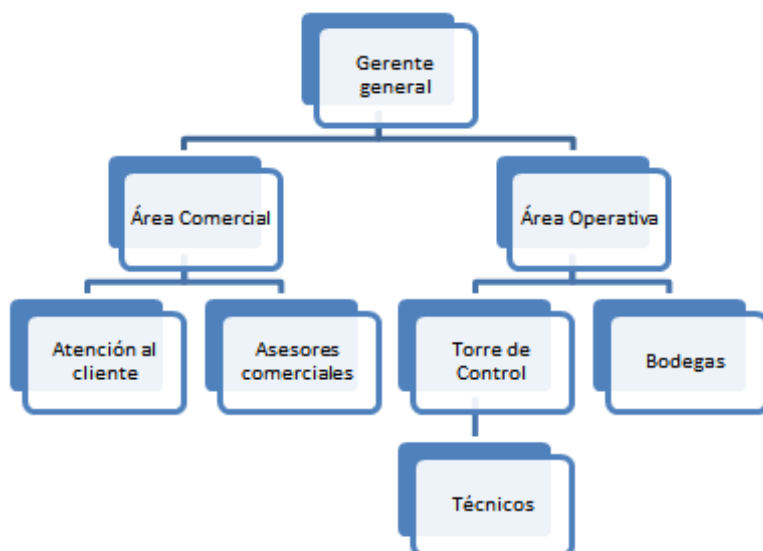 Gerente
general
Área Comercial
Área Operativa
Atención al
cliente
Asesores
comerciales
Torre de
Control
Bodegas
Técnicos